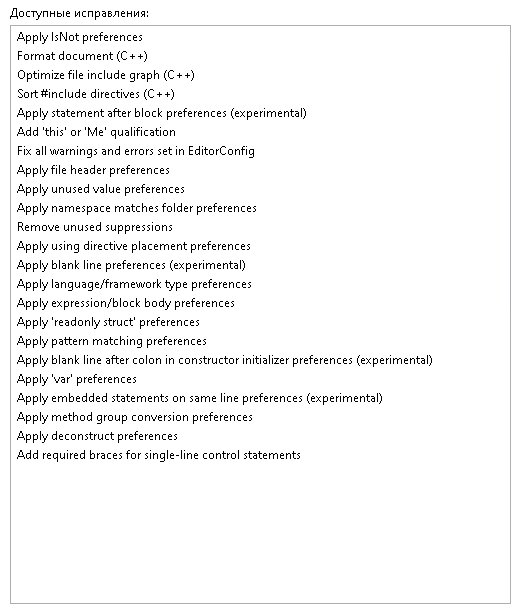 Доступные исправления:
Apply IsNot preferences
Format document (C++)
Optimize file include graph (C++)
Sort #include directives (C++)
Apply statement after block preferences (experimental)
Add 'this' or 'Me' qualification
Fix all warnings and errors set in EditorConfig
Apply file header preferences
Apply unused value preferences
Apply namespace matches folder preferences
Remove unused suppressions
Apply using directive placement preferences
Apply blank line preferences (experimental)
Apply language/framework type preferences
Apply expression/block body preferences
Apply 'readonly struct' preferences
Apply pattern matching preferences
Apply blank line after colon in constructor initializer preferences (experimental)
Apply 'var' preferences
Apply embedded statements on same line preferences (experimental)
Apply method group conversion preferences
Apply deconstruct preferences
Add required braces for single-line control statements